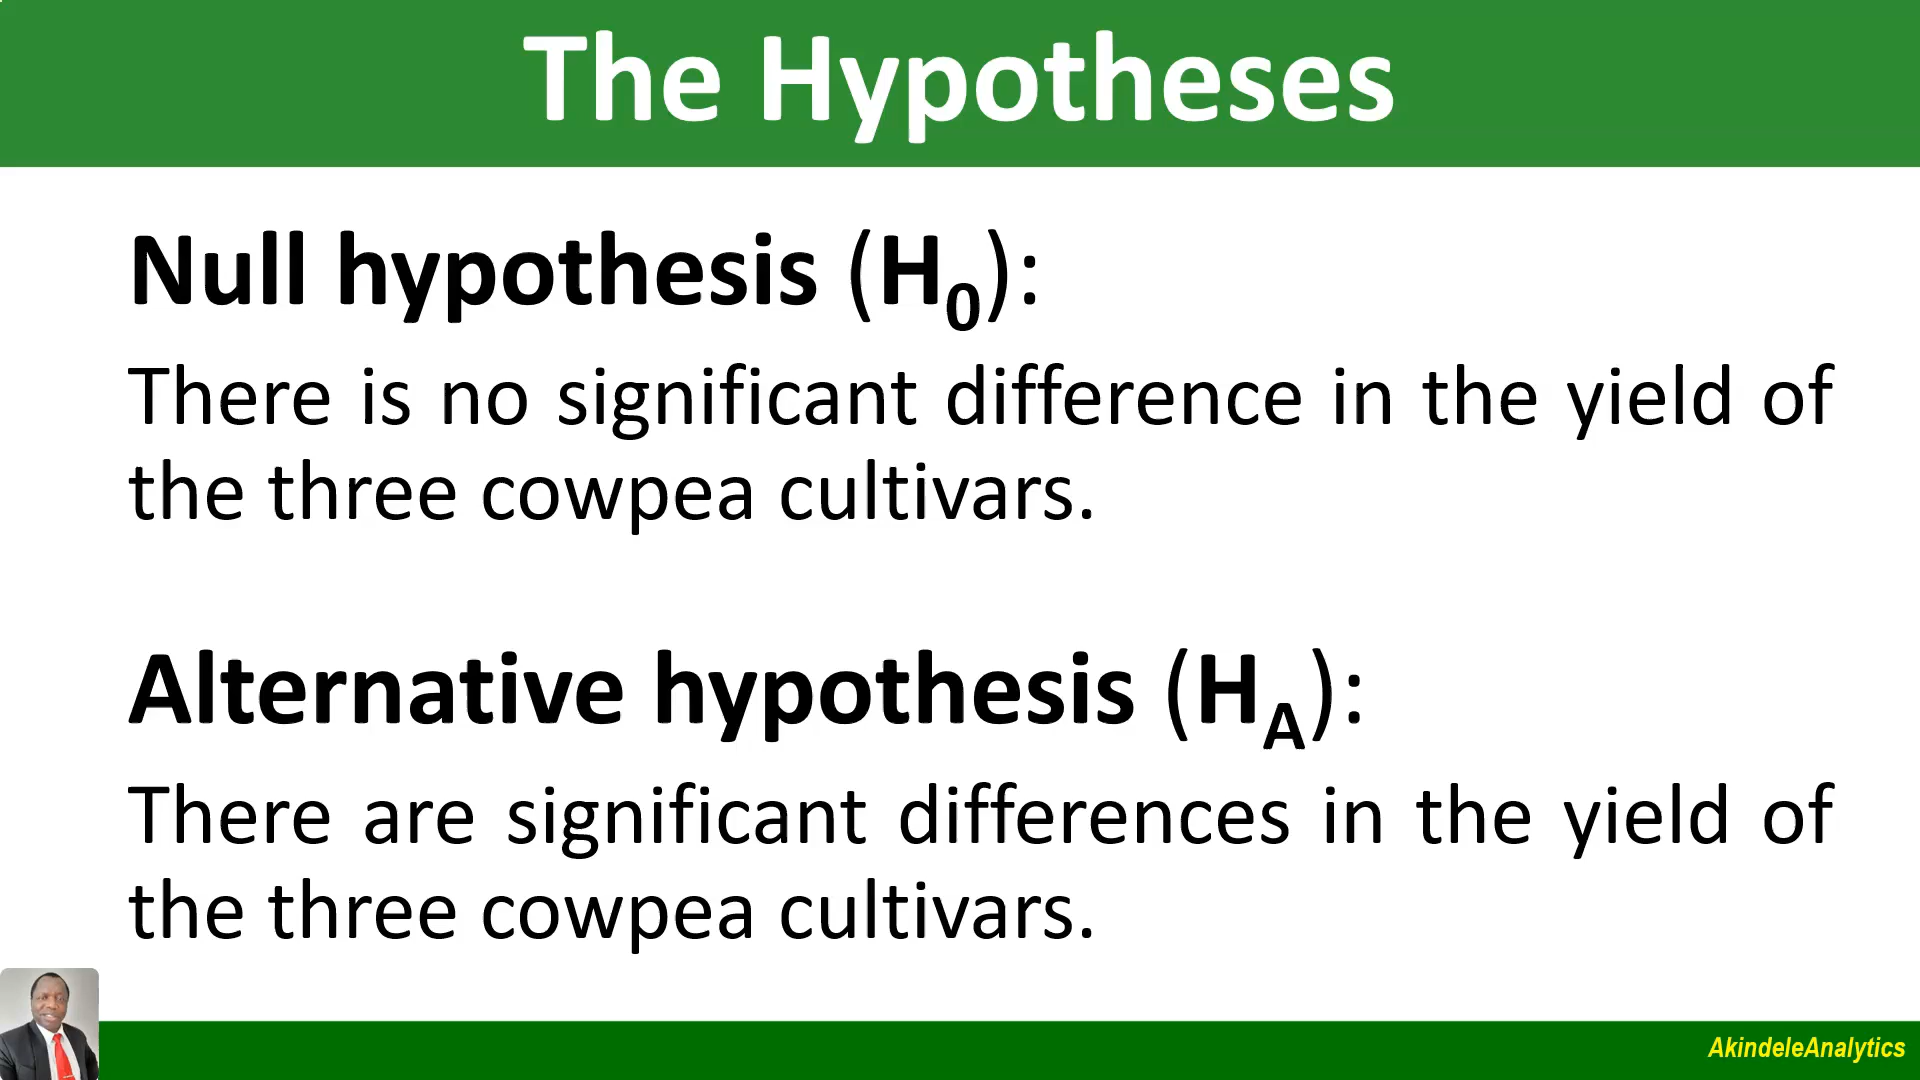 The Hypotheses
Null hypothesis (H₀):
There is no significant difference in the yield of
the three cowpea cultivars.
Alternative hypothesis (Hₐ):
There are significant differences in the yield of
the three cowpea cultivars.
AkindeleAnalytics